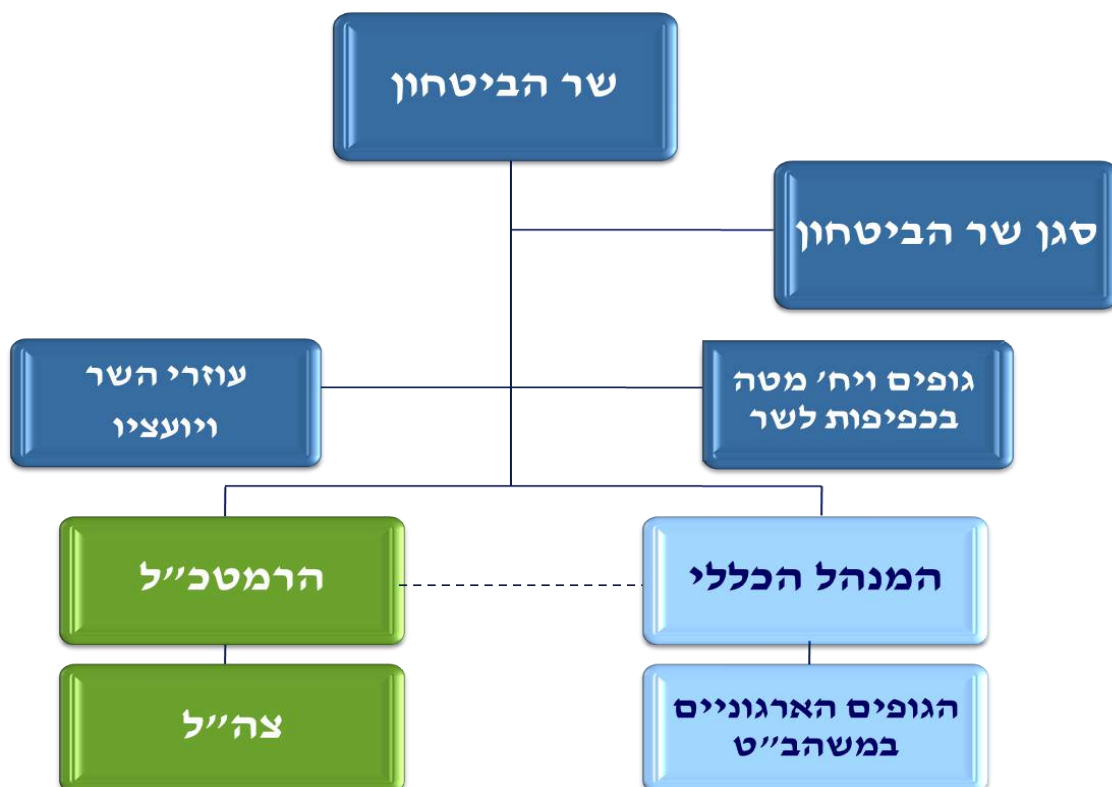 שר הביטחון
סגן שר הביטחון
גופים ויח׳ מטה
בכפיפות לשר
עוזרי השר
ויועציו
המנהל הכללי
הרמטכ״ל
הגופים הארגוניים
במשהב״ט
צה״ל